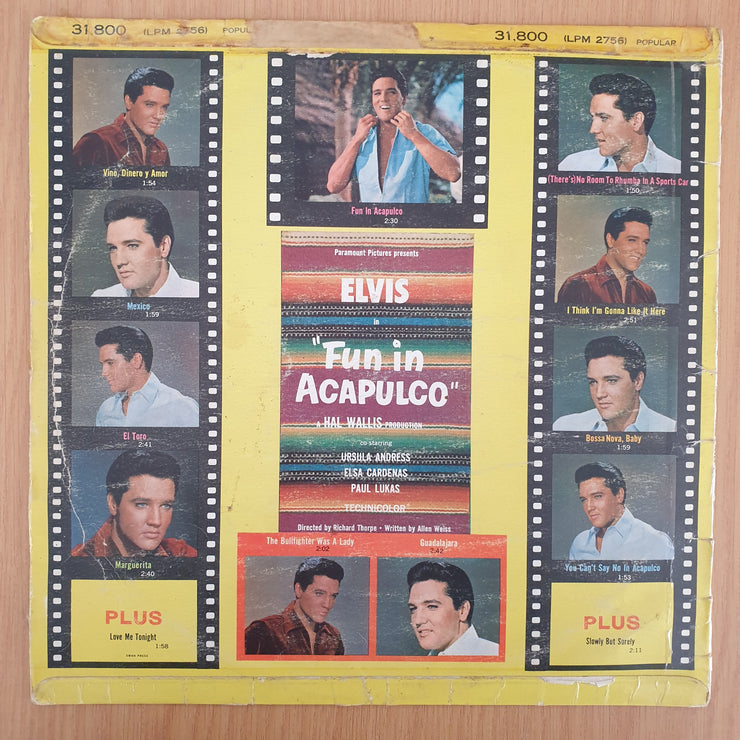 31,800 (LPM 2756) POPUL
31,800 (LPM 2756) POPULAR
Vino, Dinero y Amor
1:54
Mexico
1:59
El Toro
2:41
Marguerita
2:40
PLUS
Love Me Tonight
1:58
SWAN PRESS
Fun In Acapulco
2:30
Paramount Pictures presents
ELVIS
in
"Fun in
ACAPULCO"
A HAL WALLIS PRODUCTION
co-starring
URSULA ANDRESS
ELSA CARDENAS
PAUL LUKAS
TECHNICOLOR
Directed by Richard Thorpe • Written by Allen Weiss
The Bullfighter Was A Lady
2:02
Guadalajara
2:42
(There's) No Room To Rhumba In A Sports Car
1:50
I Think I'm Gonna Like It Here
2:51
Bossa Nova, Baby
1:59
You Can't Say No In Acapulco
1:53
PLUS
Slowly But Surely
2:11